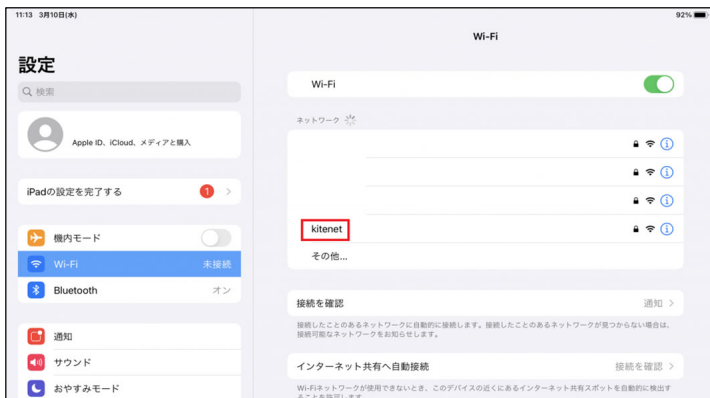 11:13 3月10日(水)
92%
Wi-Fi
設定
検索
Apple ID、iCloud、メディアと購入
iPadの設定を完了する
1
機内モード
Wi-Fi
未接続
Bluetooth
オン
通知
サウンド
おやすみモード
Wi-Fi
ネットワーク
kitenet
その他...
接続を確認
通知
接続したことのあるネットワークに自動的に接続します。接続したことのあるネットワークが見つからない場合は、
接続可能なネットワークをお知らせします。
インターネット共有へ自動接続
接続を確認
Wi-Fiネットワークが使用できないとき、このデバイスの近くにあるインターネット共有スポットを自動的に検出す
ることを許可します。